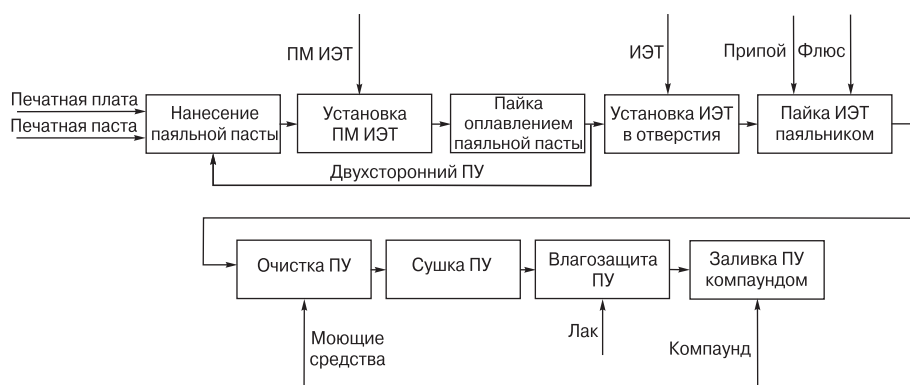 ПМ ИЭТ
ИЭТ
Припой
Флюс
Печатная плата
Печатная паста
Нанесение
паяльной пасты
Установка
ПМ ИЭТ
Пайка
оплавлением
паяльной пасты
Установка ИЭТ
в отверстия
Пайка ИЭТ
паяльником
Двухсторонний ПУ
Очистка ПУ
Сушка ПУ
Влагозащита
ПУ
Заливка ПУ
компаундом
Моющие
средства
Лак
Компаунд